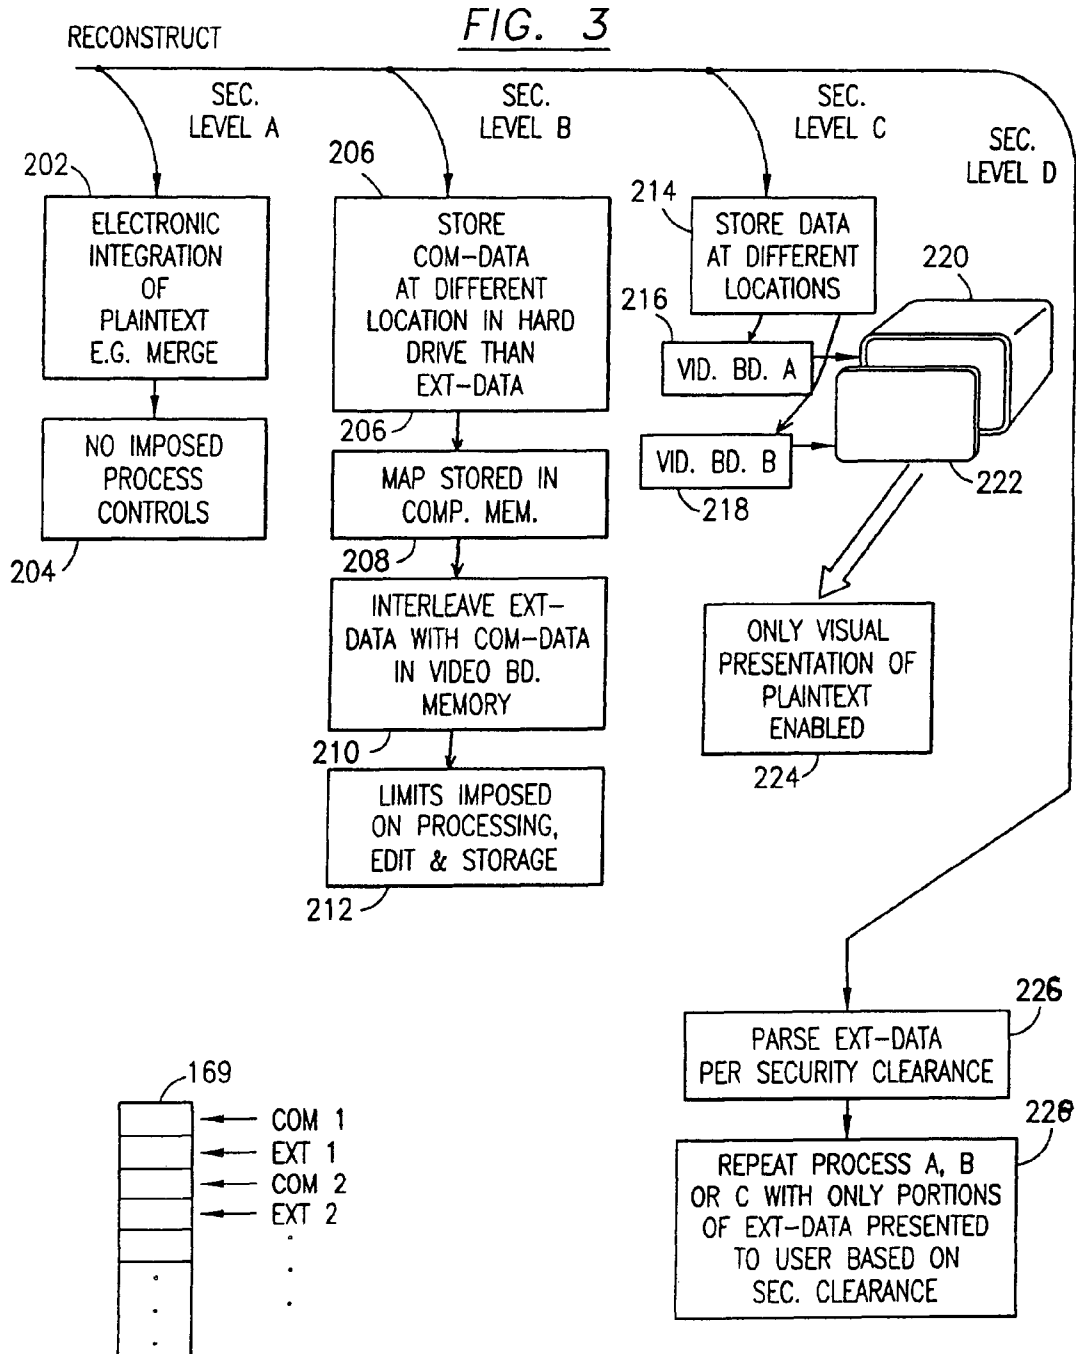 FIG. 3
RECONSTRUCT
SEC.
LEVEL A
SEC.
LEVEL B
SEC.
LEVEL C
SEC.
LEVEL D
202
ELECTRONIC
INTEGRATION
OF
PLAINTEXT
E.G. MERGE
NO IMPOSED
PROCESS
CONTROLS
204
206
STORE
COM-DATA
AT DIFFERENT
LOCATION IN HARD
DRIVE THAN
EXT-DATA
206
MAP STORED IN
COMP. MEM.
208
INTERLEAVE EXT-
DATA WITH COM-DATA
IN VIDEO BD.
MEMORY
210
LIMITS IMPOSED
ON PROCESSING,
EDIT & STORAGE
212
214
STORE DATA
AT DIFFERENT
LOCATIONS
216
VID. BD. A
VID. BD. B
218
220
222
ONLY VISUAL
PRESENTATION OF
PLAINTEXT
ENABLED
224
226
PARSE EXT-DATA
PER SECURITY CLEARANCE
REPEAT PROCESS A, B
OR C WITH ONLY PORTIONS
OF EXT-DATA PRESENTED
TO USER BASED ON
SEC. CLEARANCE
169
COM 1
EXT 1
COM 2
EXT 2